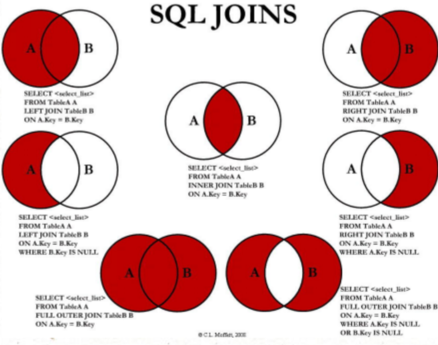 SQL JOINS
A B
SELECT <select_list>
FROM TableA A
LEFT JOIN TableB B
ON A.Key = B.Key
A B
SELECT <select_list>
FROM TableA A
RIGHT JOIN TableB B
ON A.Key = B.Key
A B
SELECT <select_list>
FROM TableA A
INNER JOIN TableB B
ON A.Key = B.Key
A B
SELECT <select_list>
FROM TableA A
LEFT JOIN TableB B
ON A.Key = B.Key
WHERE B.Key IS NULL
A B
SELECT <select_list>
FROM TableA A
RIGHT JOIN TableB B
ON A.Key = B.Key
WHERE A.Key IS NULL
A B
SELECT <select_list>
FROM TableA A
FULL OUTER JOIN TableB B
ON A.Key = B.Key
A B
SELECT <select_list>
FROM TableA A
FULL OUTER JOIN TableB B
ON A.Key = B.Key
WHERE A.Key IS NULL
OR B.Key IS NULL
© C.L. Moffatt, 2008